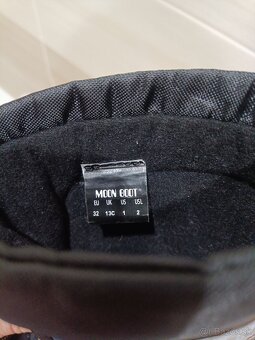 MOON BOOT
EU UK US USL
32 13C 1 2